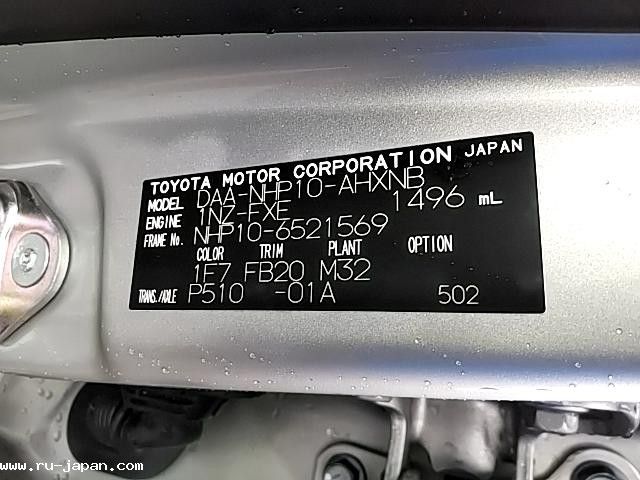 TOYOTA MOTOR CORPORATION JAPAN
MODEL DAA-NHP10-AHXNB
ENGINE 1NZ-FXE 1496 mL
FRAME No. NHP10-6521569
COLOR TRIM PLANT OPTION
1F7 FB20 M32
TRANS./AXLE P510 -01A 502
www.ru-japan.com